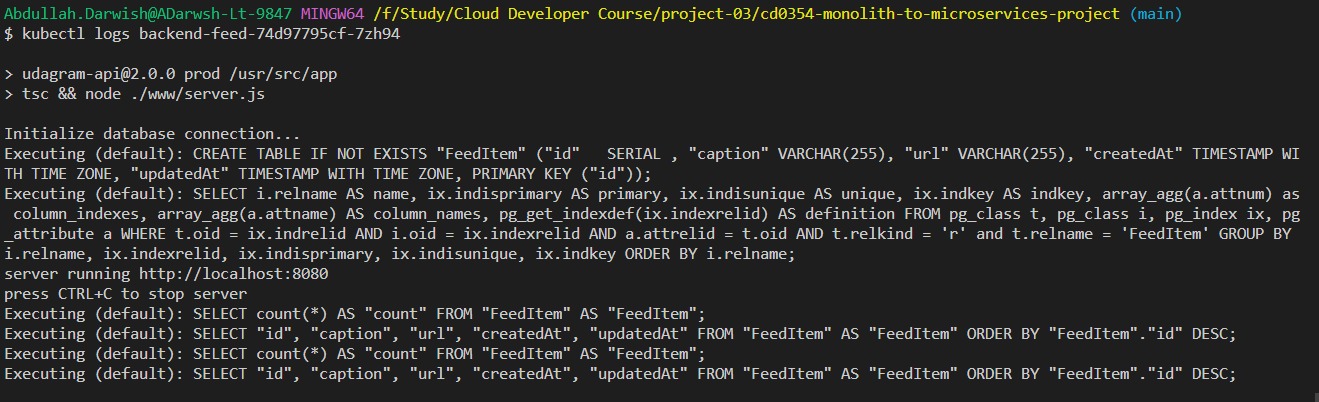 Abdullah.Darwish@ADarwsh-Lt-9847 MINGW64 /f/Study/Cloud Developer Course/project-03/cd0354-monolith-to-microservices-project (main)
$ kubectl logs backend-feed-74d97795cf-7zh94
> udagram-api@2.0.0 prod /usr/src/app
> tsc && node ./www/server.js
Initialize database connection...
Executing (default): CREATE TABLE IF NOT EXISTS "FeedItem" ("id"   SERIAL , "caption" VARCHAR(255), "url" VARCHAR(255), "createdAt" TIMESTAMP WI
TH TIME ZONE, "updatedAt" TIMESTAMP WITH TIME ZONE, PRIMARY KEY ("id"));
Executing (default): SELECT i.relname AS name, ix.indisprimary AS primary, ix.indisunique AS unique, ix.indkey AS indkey, array_agg(a.attnum) as
 column_indexes, array_agg(a.attname) AS column_names, pg_get_indexdef(ix.indexrelid) AS definition FROM pg_class t, pg_class i, pg_index ix, pg
_attribute a WHERE t.oid = ix.indrelid AND i.oid = ix.indexrelid AND a.attrelid = t.oid AND t.relkind = 'r' and t.relname = 'FeedItem' GROUP BY
i.relname, ix.indexrelid, ix.indisprimary, ix.indisunique, ix.indkey ORDER BY i.relname;
server running http://localhost:8080
press CTRL+C to stop server
Executing (default): SELECT count(*) AS "count" FROM "FeedItem" AS "FeedItem";
Executing (default): SELECT "id", "caption", "url", "createdAt", "updatedAt" FROM "FeedItem" AS "FeedItem" ORDER BY "FeedItem"."id" DESC;
Executing (default): SELECT count(*) AS "count" FROM "FeedItem" AS "FeedItem";
Executing (default): SELECT "id", "caption", "url", "createdAt", "updatedAt" FROM "FeedItem" AS "FeedItem" ORDER BY "FeedItem"."id" DESC;